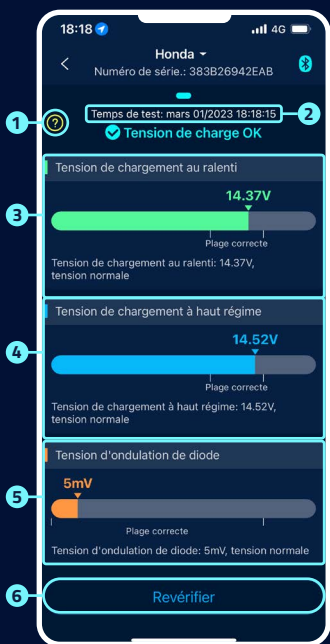 18:18 4G
Honda
Numéro de série.: 383B26942EAB
1 ? Temps de test: mars 01/2023 18:18:15 2
Tension de charge OK
Tension de chargement au ralenti
14.37V
3
Plage correcte
Tension de chargement au ralenti: 14.37V,
tension normale
Tension de chargement à haut régime
14.52V
4
Plage correcte
Tension de chargement à haut régime: 14.52V,
tension normale
Tension d'ondulation de diode
5mV
5
Plage correcte
Tension d'ondulation de diode: 5mV, tension normale
6 Revérifier